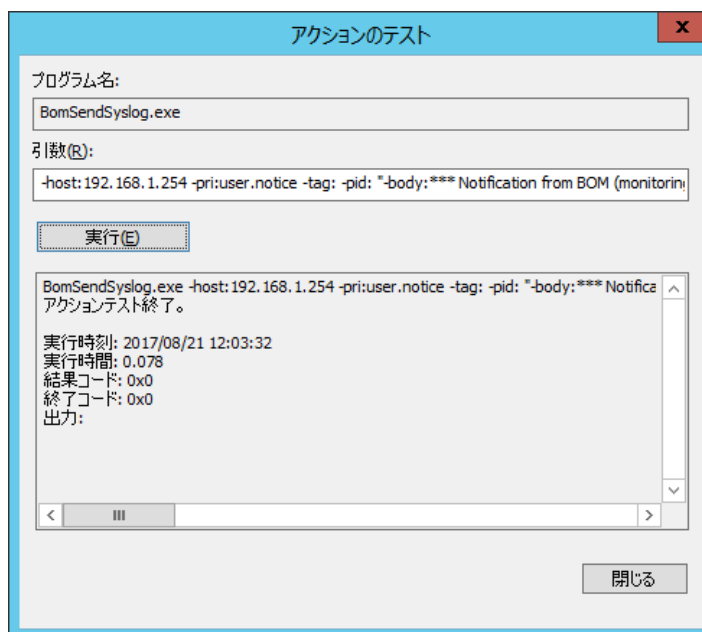 アクションのテスト
x
プログラム名:
BomSendSyslog.exe
引数(R):
-host:192.168.1.254 -pri:user.notice -tag: -pid: "-body:*** Notification from BOM (monitoring
実行(E)
BomSendSyslog.exe -host:192.168.1.254 -pri:user.notice -tag: -pid: "-body:*** Notifica
アクションテスト終了。
実行時刻: 2017/08/21 12:03:32
実行時間: 0.078
結果コード: 0x0
終了コード: 0x0
出力:
閉じる